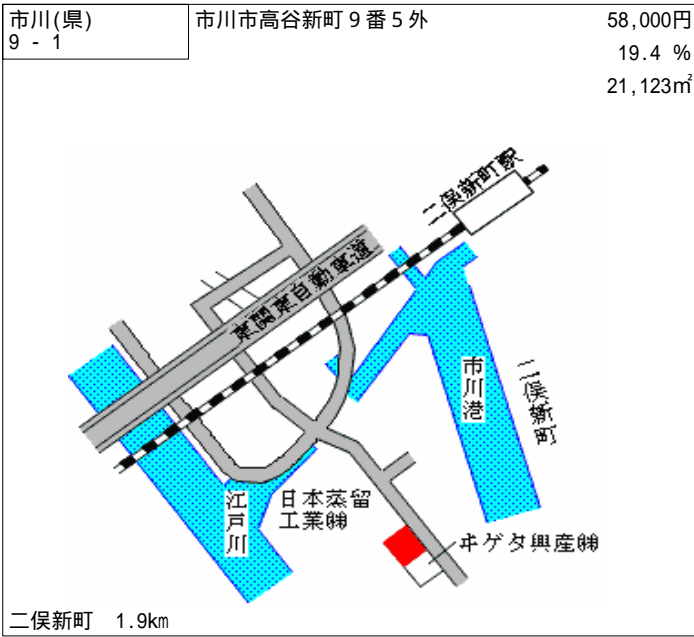 市川(県)
9 - 1
市川市高谷新町９番５外
58,000円
19.4 %
21,123㎡
二俣新町駅
東関東自動車道
市川港
二俣新町
江戸川
日本蒸留
工業㈱
ヰゲタ興産㈱
二俣新町　1.9km